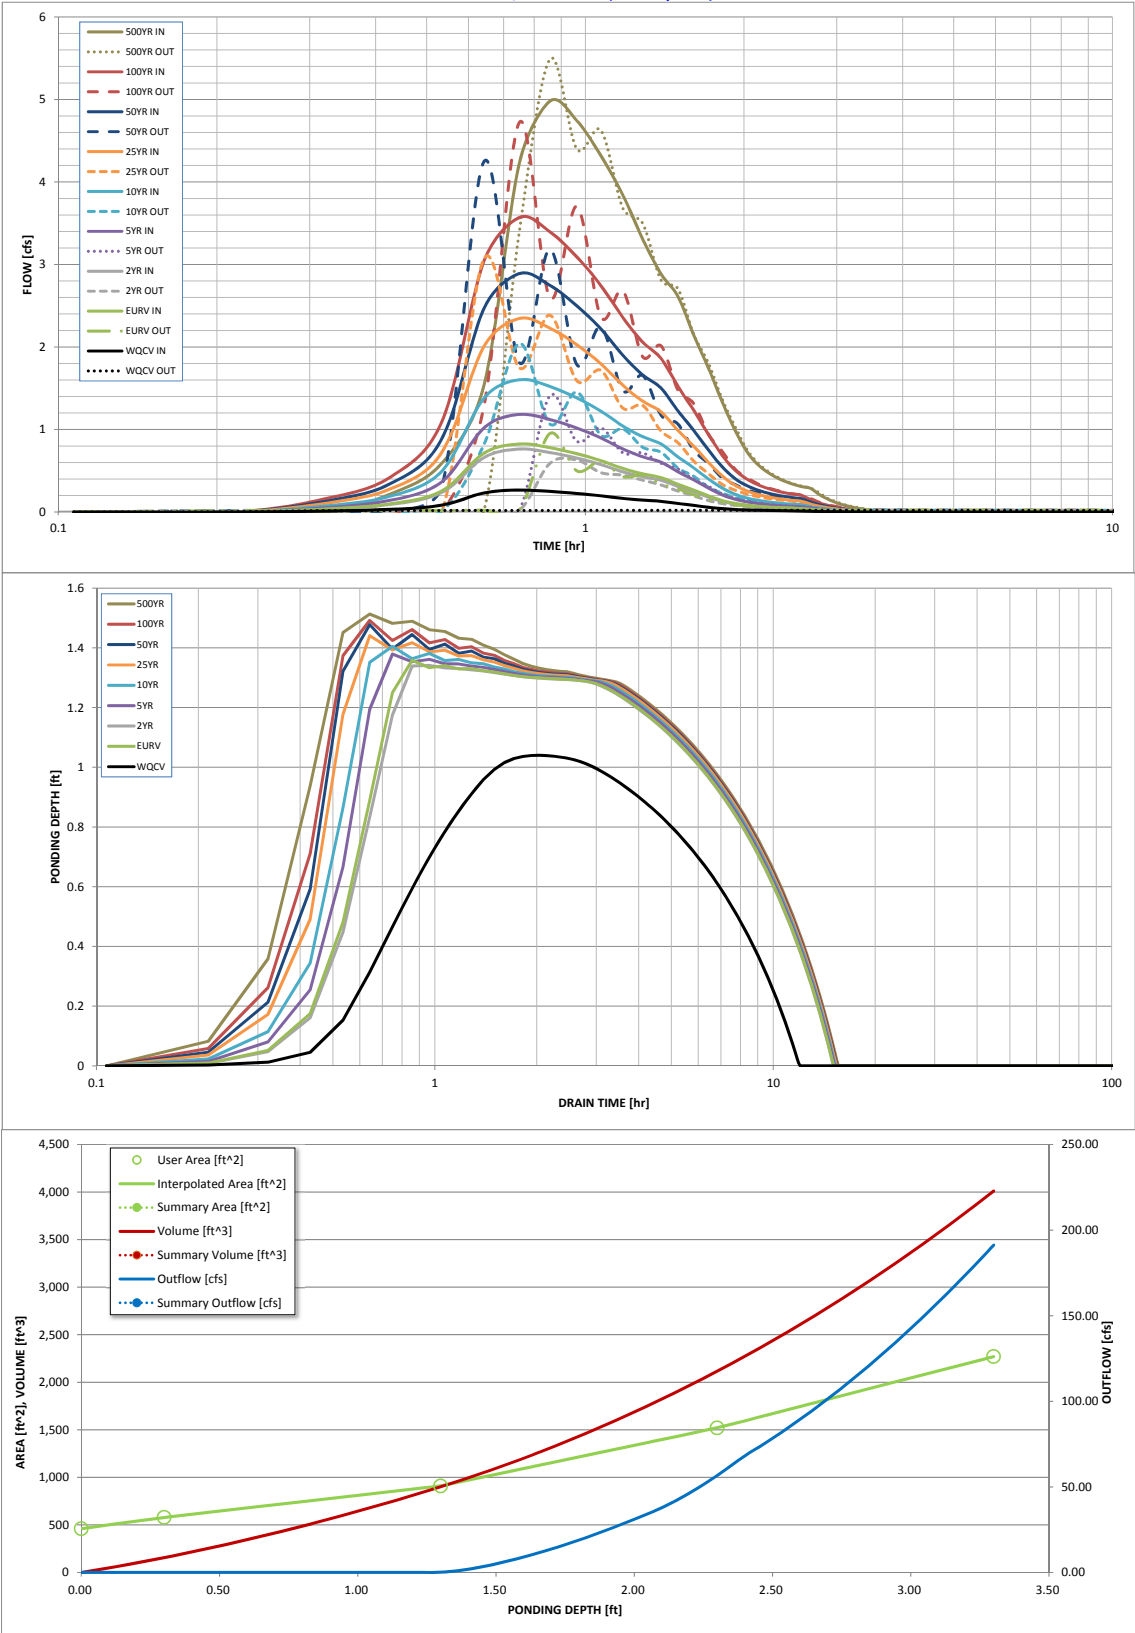 6
5
4
3
2
1
0
FLOW [cfs]
500YR IN
500YR OUT
100YR IN
100YR OUT
50YR IN
50YR OUT
25YR IN
25YR OUT
10YR IN
10YR OUT
5YR IN
5YR OUT
2YR IN
2YR OUT
EURV IN
EURV OUT
WQCV IN
WQCV OUT
0.1 1 10
TIME [hr]
1.6
1.4
1.2
1
0.8
0.6
0.4
0.2
0
PONDING DEPTH [ft]
500YR
100YR
50YR
25YR
10YR
5YR
2YR
EURV
WQCV
0.1 1 10 100
DRAIN TIME [hr]
4,500
4,000
3,500
3,000
2,500
2,000
1,500
1,000
500
0
AREA [ft^2], VOLUME [ft^3]
User Area [ft^2]
Interpolated Area [ft^2]
Summary Area [ft^2]
Volume [ft^3]
Summary Volume [ft^3]
Outflow [cfs]
Summary Outflow [cfs]
250.00
200.00
150.00
100.00
50.00
0.00
OUTFLOW [cfs]
0.00 0.50 1.00 1.50 2.00 2.50 3.00 3.50
PONDING DEPTH [ft]